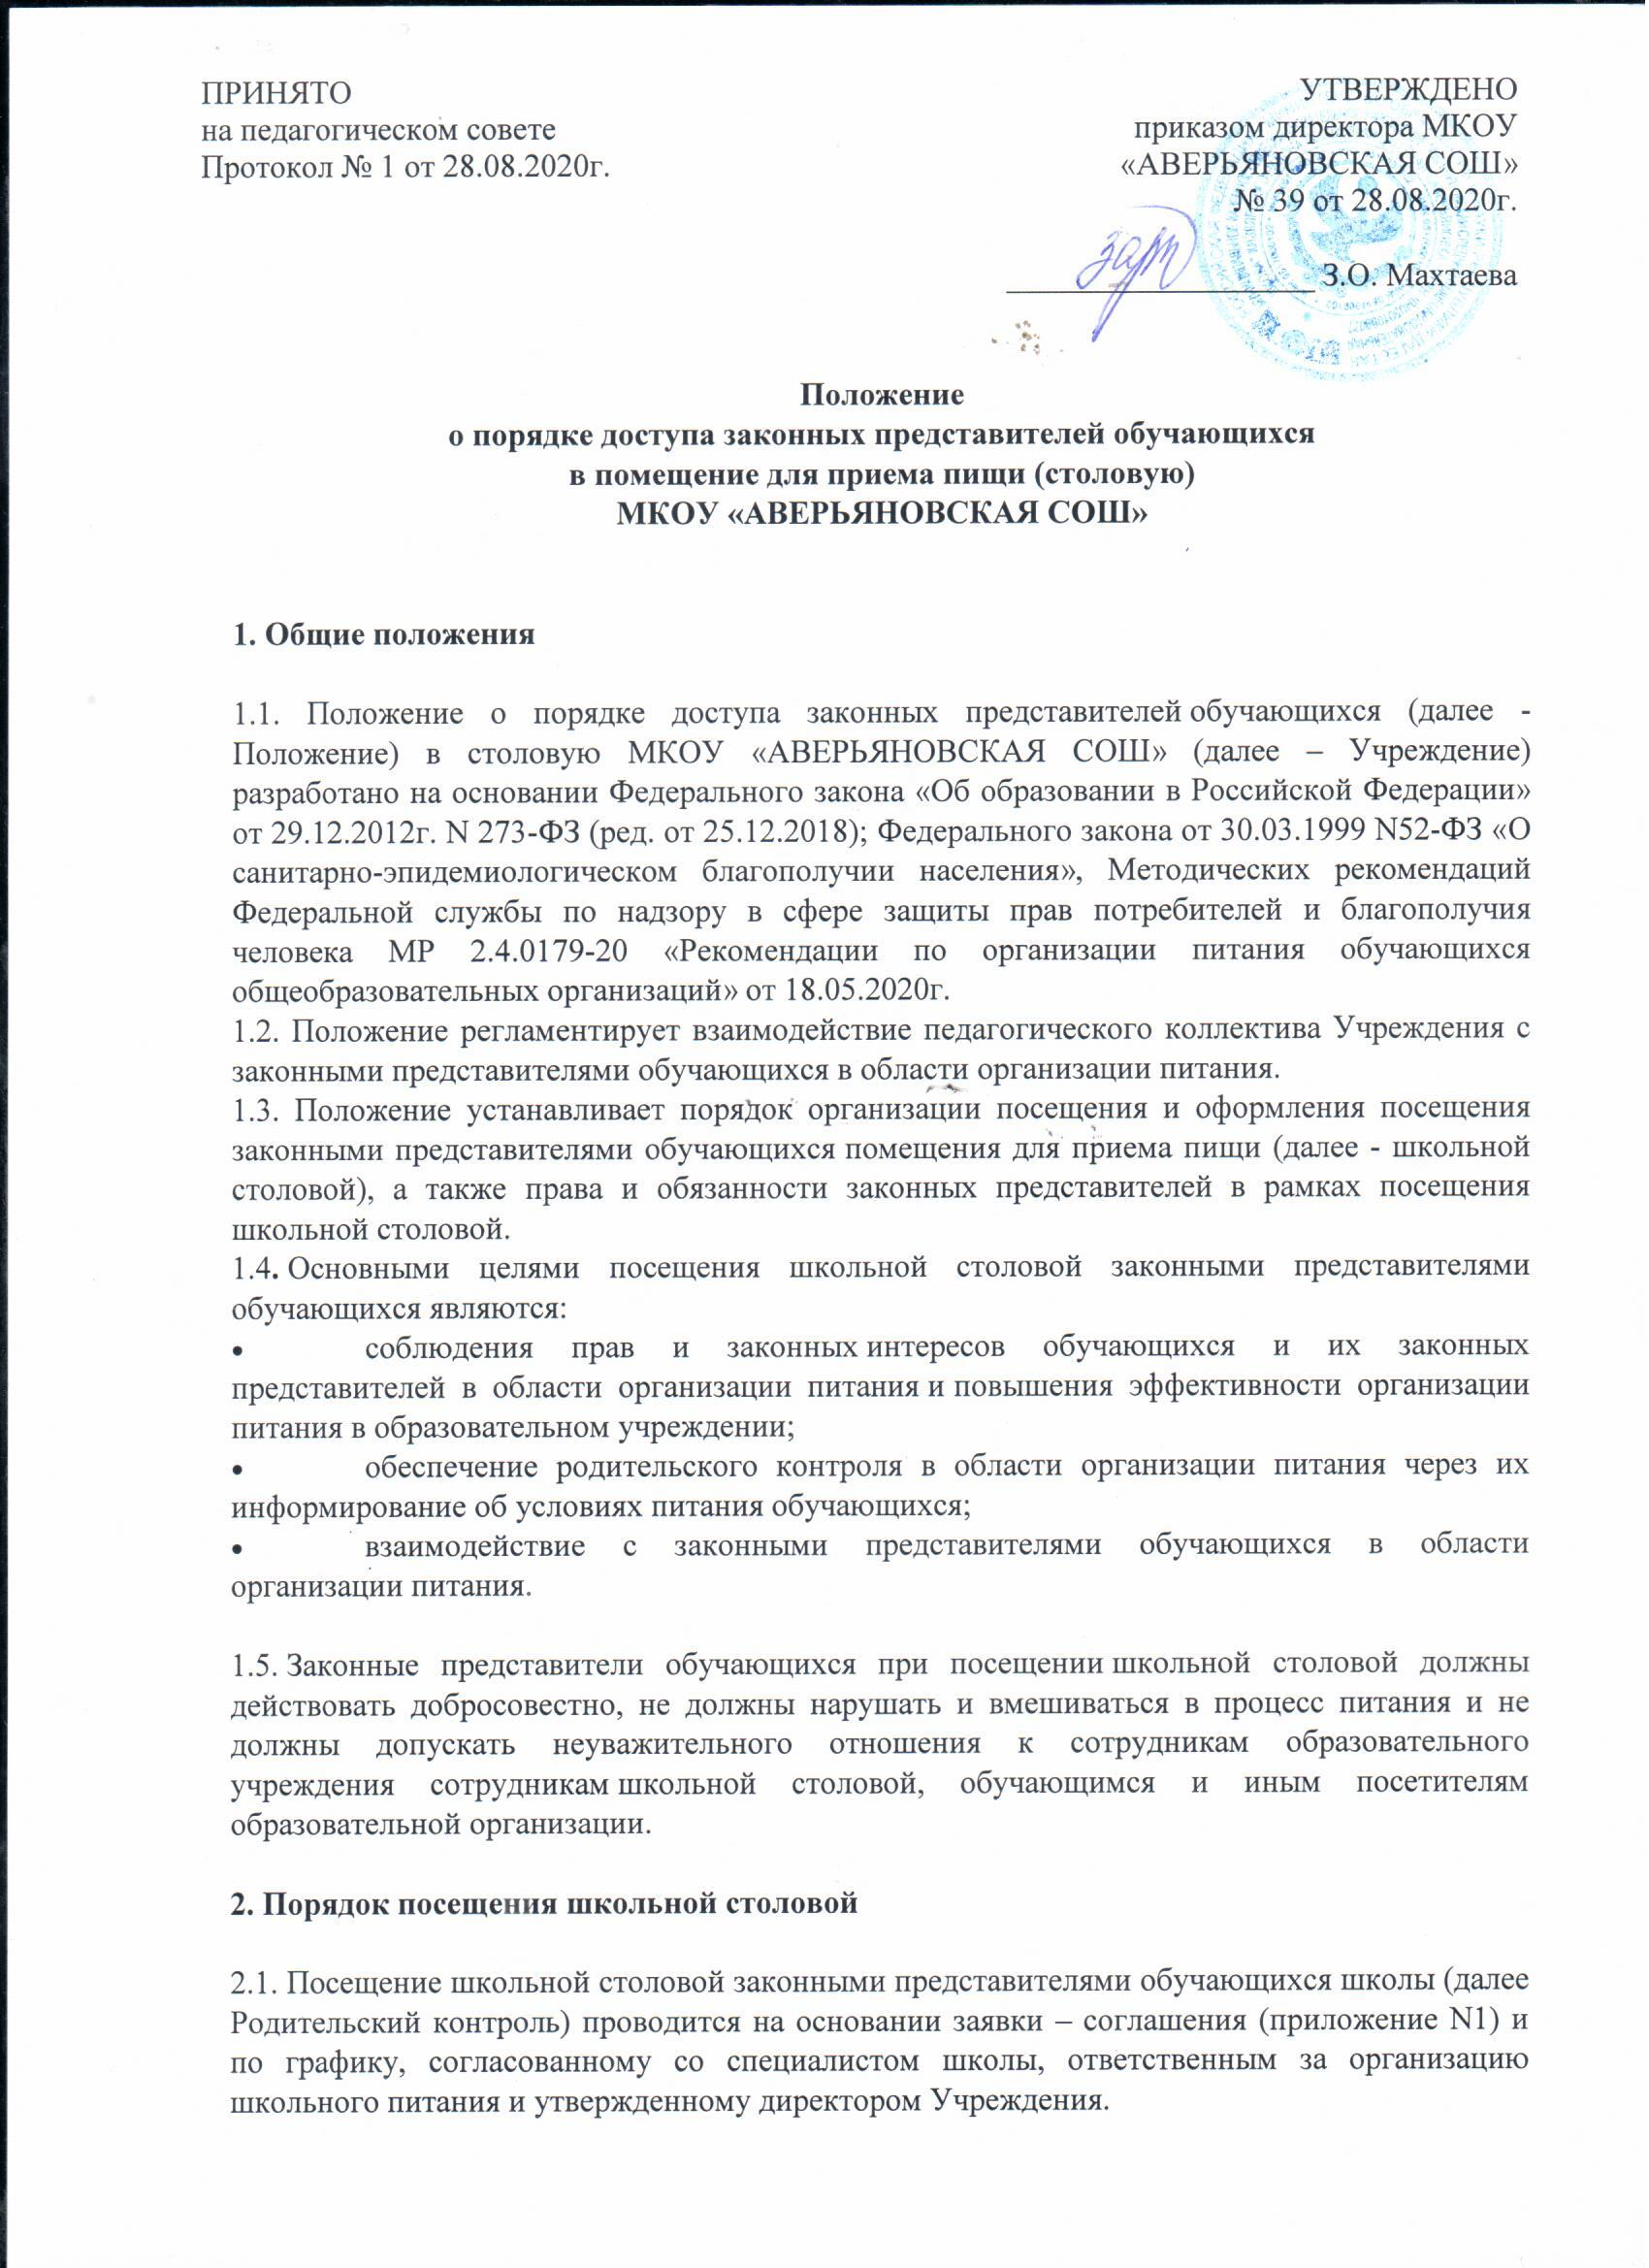 ПРИНЯТО
на педагогическом совете
Протокол № 1 от 28.08.2020г.
УТВЕРЖДЕНО
приказом директора МКОУ
«АВЕРЬЯНОВСКАЯ СОШ»
№ 39 от 28.08.2020г.
З.О. Махтаева
Положение
о порядке доступа законных представителей обучающихся
в помещение для приема пищи (столовую)
МКОУ «АВЕРЬЯНОВСКАЯ СОШ»
1. Общие положения
1.1. Положение о порядке доступа законных представителей обучающихся (далее -
Положение) в столовую МКОУ «АВЕРЬЯНОВСКАЯ СОШ» (далее – Учреждение)
разработано на основании Федерального закона «Об образовании в Российской Федерации»
от 29.12.2012г. N 273-ФЗ (ред. от 25.12.2018); Федерального закона от 30.03.1999 N52-ФЗ «О
санитарно-эпидемиологическом благополучии населения», Методических рекомендаций
Федеральной службы по надзору в сфере защиты прав потребителей и благополучия
человека МР 2.4.0179-20 «Рекомендации по организации питания обучающихся
общеобразовательных организаций» от 18.05.2020г.
1.2. Положение регламентирует взаимодействие педагогического коллектива Учреждения с
законными представителями обучающихся в области организации питания.
1.3. Положение устанавливает порядок организации посещения и оформления посещения
законными представителями обучающихся помещения для приема пищи (далее - школьной
столовой), а также права и обязанности законных представителей в рамках посещения
школьной столовой.
1.4. Основными целями посещения школьной столовой законными представителями
обучающихся являются:
• соблюдения прав и законных интересов обучающихся и их законных
представителей в области организации питания и повышения эффективности организации
питания в образовательном учреждении;
• обеспечение родительского контроля в области организации питания через их
информирование об условиях питания обучающихся;
• взаимодействие с законными представителями обучающихся в области
организации питания.
1.5. Законные представители обучающихся при посещении школьной столовой должны
действовать добросовестно, не должны нарушать и вмешиваться в процесс питания и не
должны допускать неуважительного отношения к сотрудникам образовательного
учреждения сотрудникам школьной столовой, обучающимся и иным посетителям
образовательной организации.
2. Порядок посещения школьной столовой
2.1. Посещение школьной столовой законными представителями обучающихся школы (далее
Родительский контроль) проводится на основании заявки – соглашения (приложение N1) и
по графику, согласованному со специалистом школы, ответственным за организацию
школьного питания и утвержденному директором Учреждения.